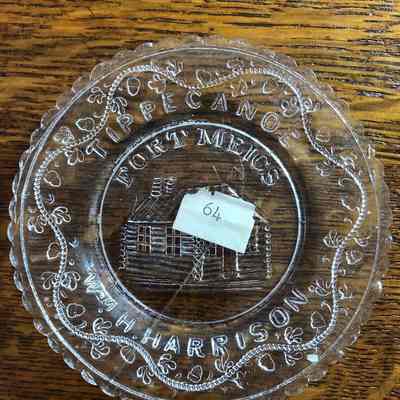 TIPPECANOE
FORT MEIGS
64
Wm H. HARRISON